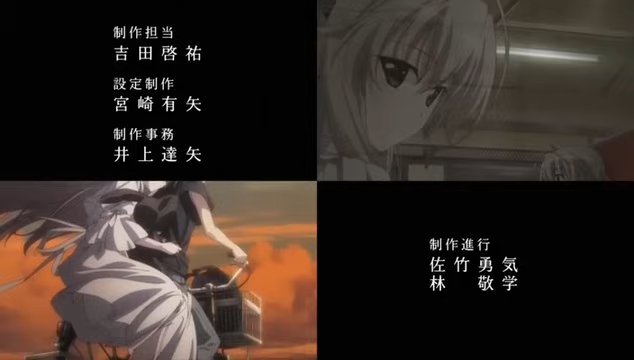 制作担当
吉田啓祐
設定制作
宮崎有矢
制作事務
井上達矢
制作進行
佐竹勇気
林 敬学